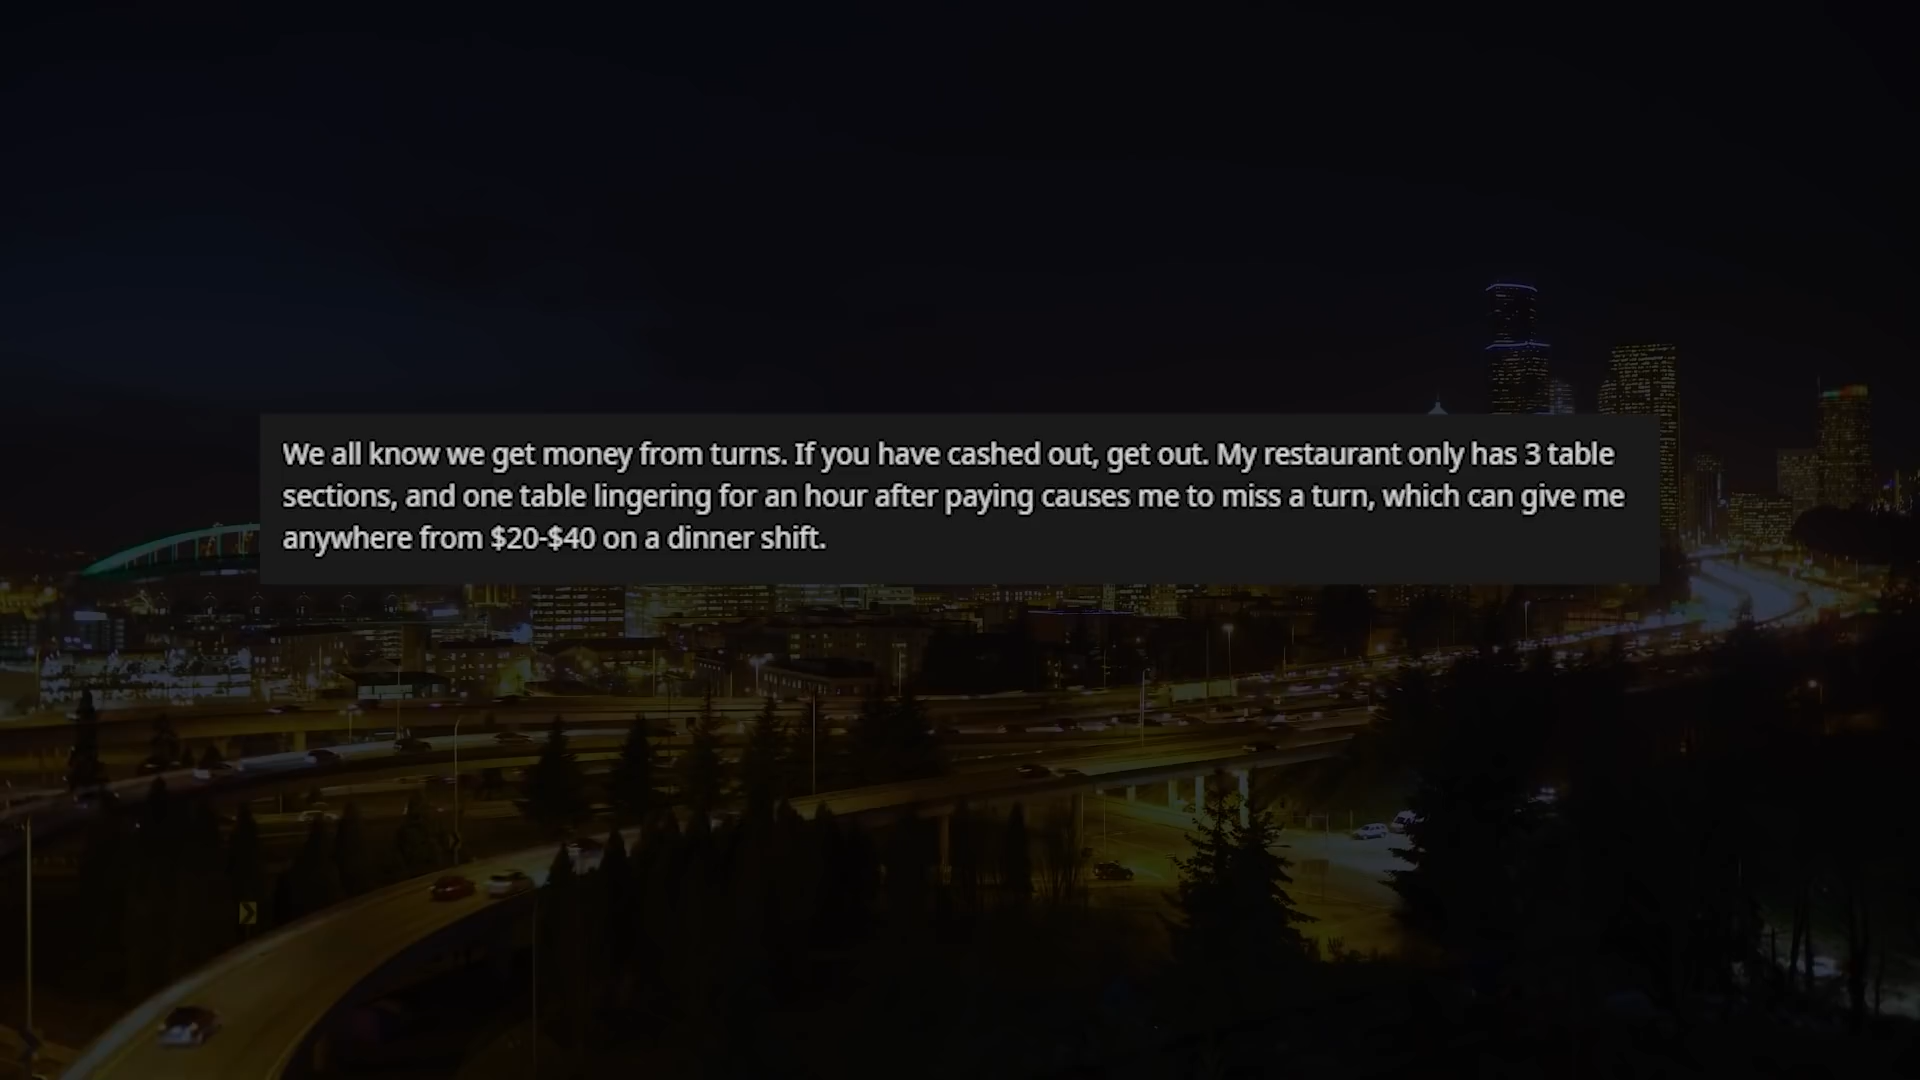 We all know we get money from turns. If you have cashed out, get out. My restaurant only has 3 table
sections, and one table lingering for an hour after paying causes me to miss a turn, which can give me
anywhere from $20-$40 on a dinner shift.